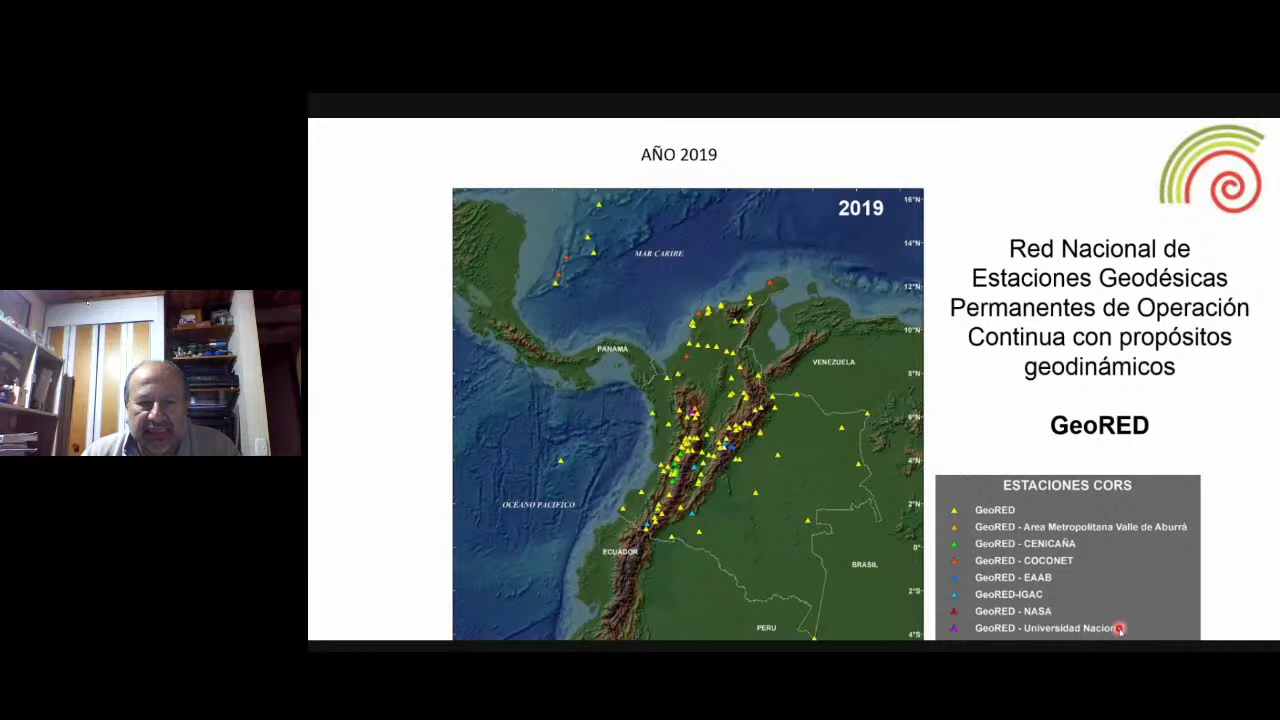 AÑO 2019
2019
16°N
MAR CARIBE
14°N
12°N
10°N
PANAMÁ
VENEZUELA
8°N
6°N
4°N
OCÉANO PACIFICO
2°N
ECUADOR
0°
BRASIL
2°S
PERU
4°S
Red Nacional de
Estaciones Geodésicas
Permanentes de Operación
Continua con propósitos
geodinámicos
GeoRED
ESTACIONES CORS
GeoRED
GeoRED - Area Metropolitana Valle de Aburrá
GeoRED - CENICAÑA
GeoRED - COCONET
GeoRED - EAAB
GeoRED-IGAC
GeoRED - NASA
GeoRED - Universidad Nacional